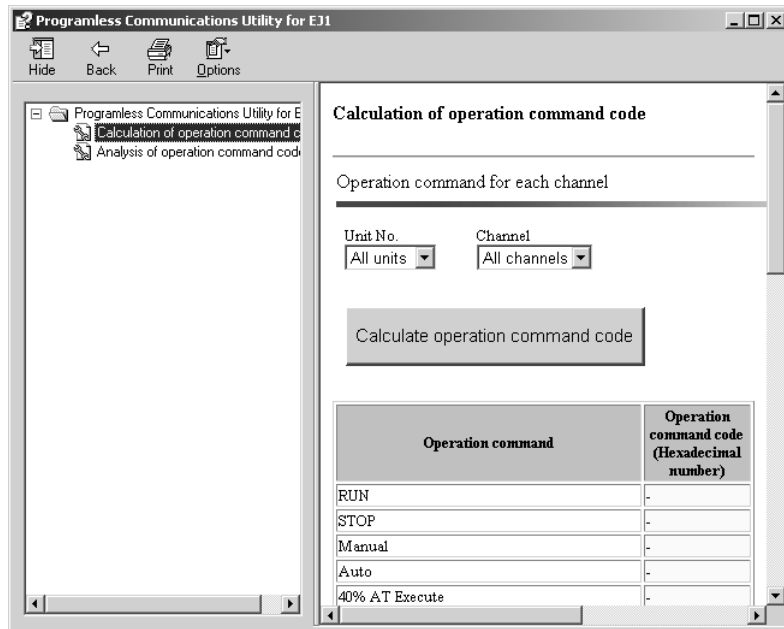 Programless Communications Utility for EJ1
Hide Back Print Options
Programless Communications Utility for E
Calculation of operation command c
Analysis of operation command cod
Calculation of operation command code
Operation command for each channel
Unit No. Channel
All units All channels
Calculate operation command code
Operation command
Operation
command code
(Hexadecimal
number)
RUN -
STOP -
Manual -
Auto -
40% AT Execute -